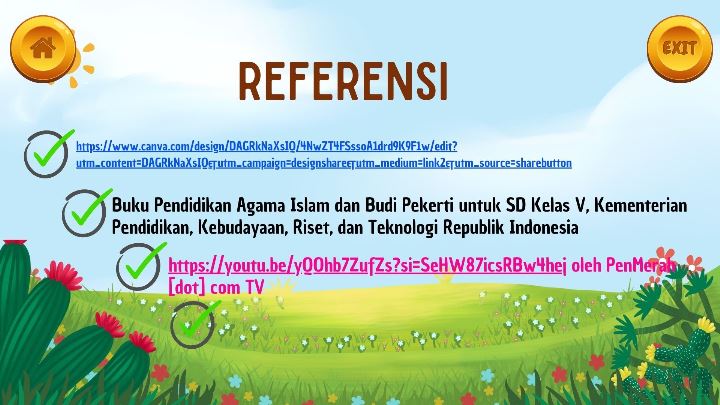 EXIT
REFERENSI
https://www.canva.com/design/DAGRkNaXsIQ/4NwZT4FSssoA1drd9K9F1w/edit?
utm_content=DAGRkNaXsIQ&utm_campaign=designshare&utm_medium=link2&utm_source=sharebutton
Buku Pendidikan Agama Islam dan Budi Pekerti untuk SD Kelas V, Kementerian
Pendidikan, Kebudayaan, Riset, dan Teknologi Republik Indonesia
https://youtu.be/yQOhb7ZufZs?si=SeHW87icsRBw4hej oleh PenMerah
[dot] com TV